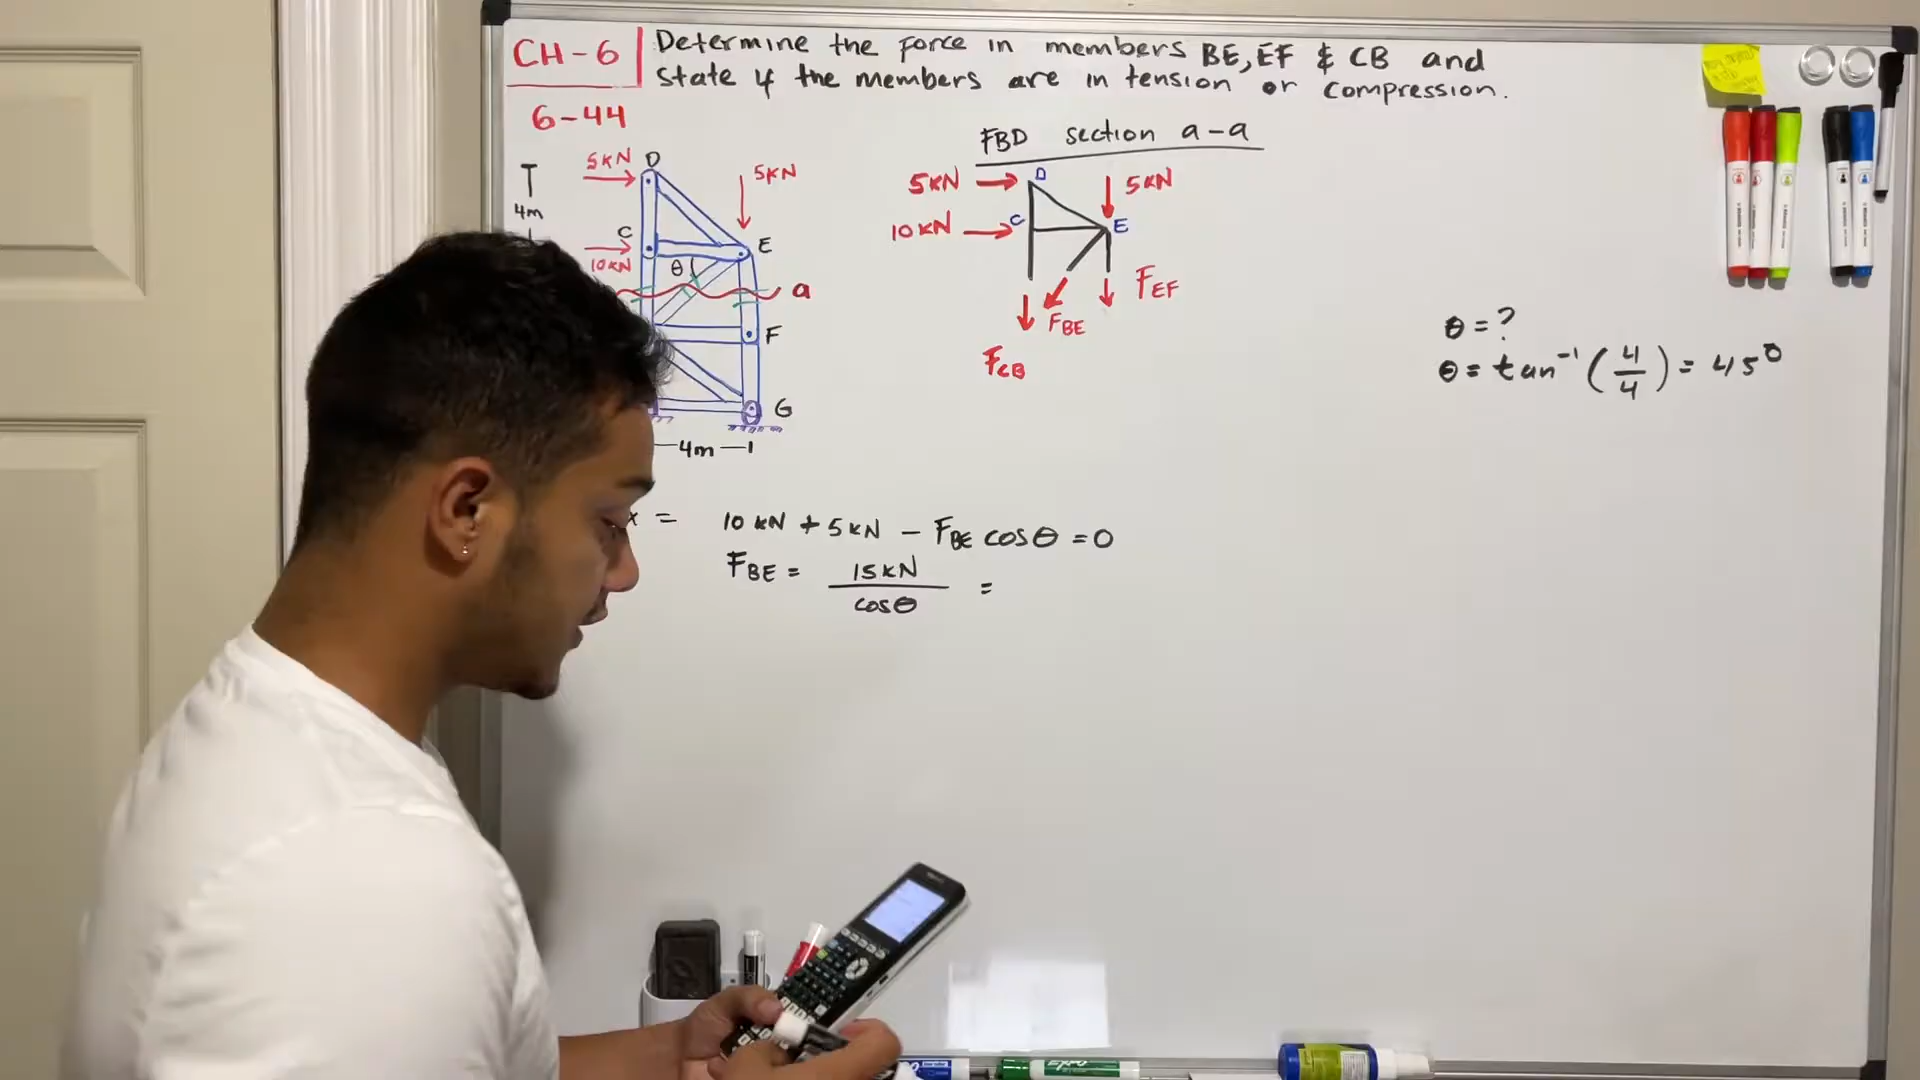 CH-6
Determine the force in members BE, EF & CB and
state if the members are in tension or compression.
6-44
FBD section a-a
5KN D
5KN
4m
C
10KN
E
θ
a
F
G
4m
5KN D
5KN
10KN C
E
FEF
FBE
FCB
θ = ?
θ = tan⁻¹ (4/4) = 45°
x = 10 KN + 5 KN - FBE cosθ = 0
FBE = 15KN / cosθ =